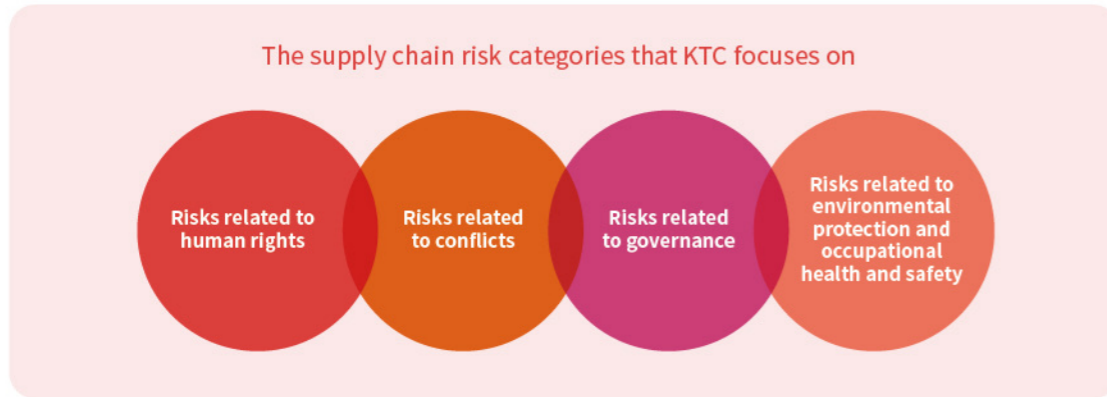 The supply chain risk categories that KTC focuses on
Risks related to
human rights
Risks related
to conflicts
Risks related
to governance
Risks related to
environmental
protection and
occupational
health and safety